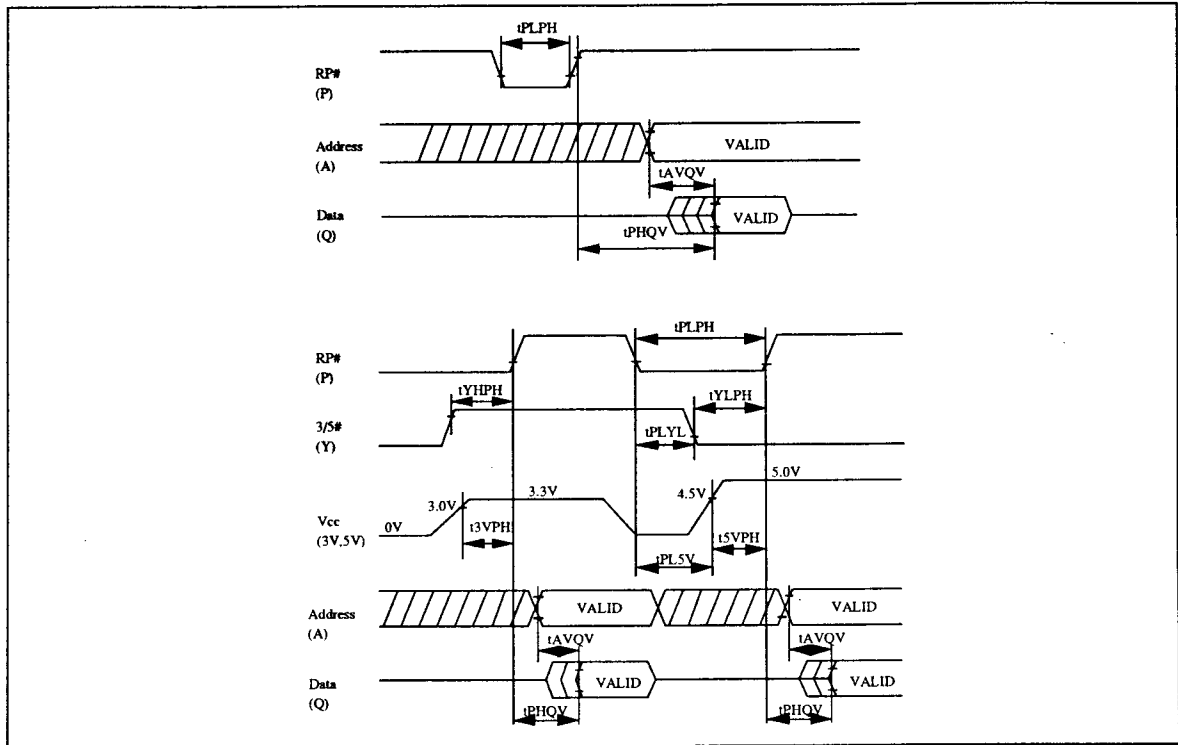 tPLPH
RP#
(P)
Address
(A)
VALID
tAVQV
Data
(Q)
VALID
tPHQV
tPLPH
RP#
(P)
tYHPH
tYLPH
3/5#
(Y)
tPLYL
5.0V
4.5V
3.3V
3.0V
0V
Vcc
(3V,5V)
t3VPH
t5VPH
tPL5V
Address
(A)
VALID
VALID
tAVQV
tAVQV
Data
(Q)
VALID
VALID
tPHQV
tPHQV